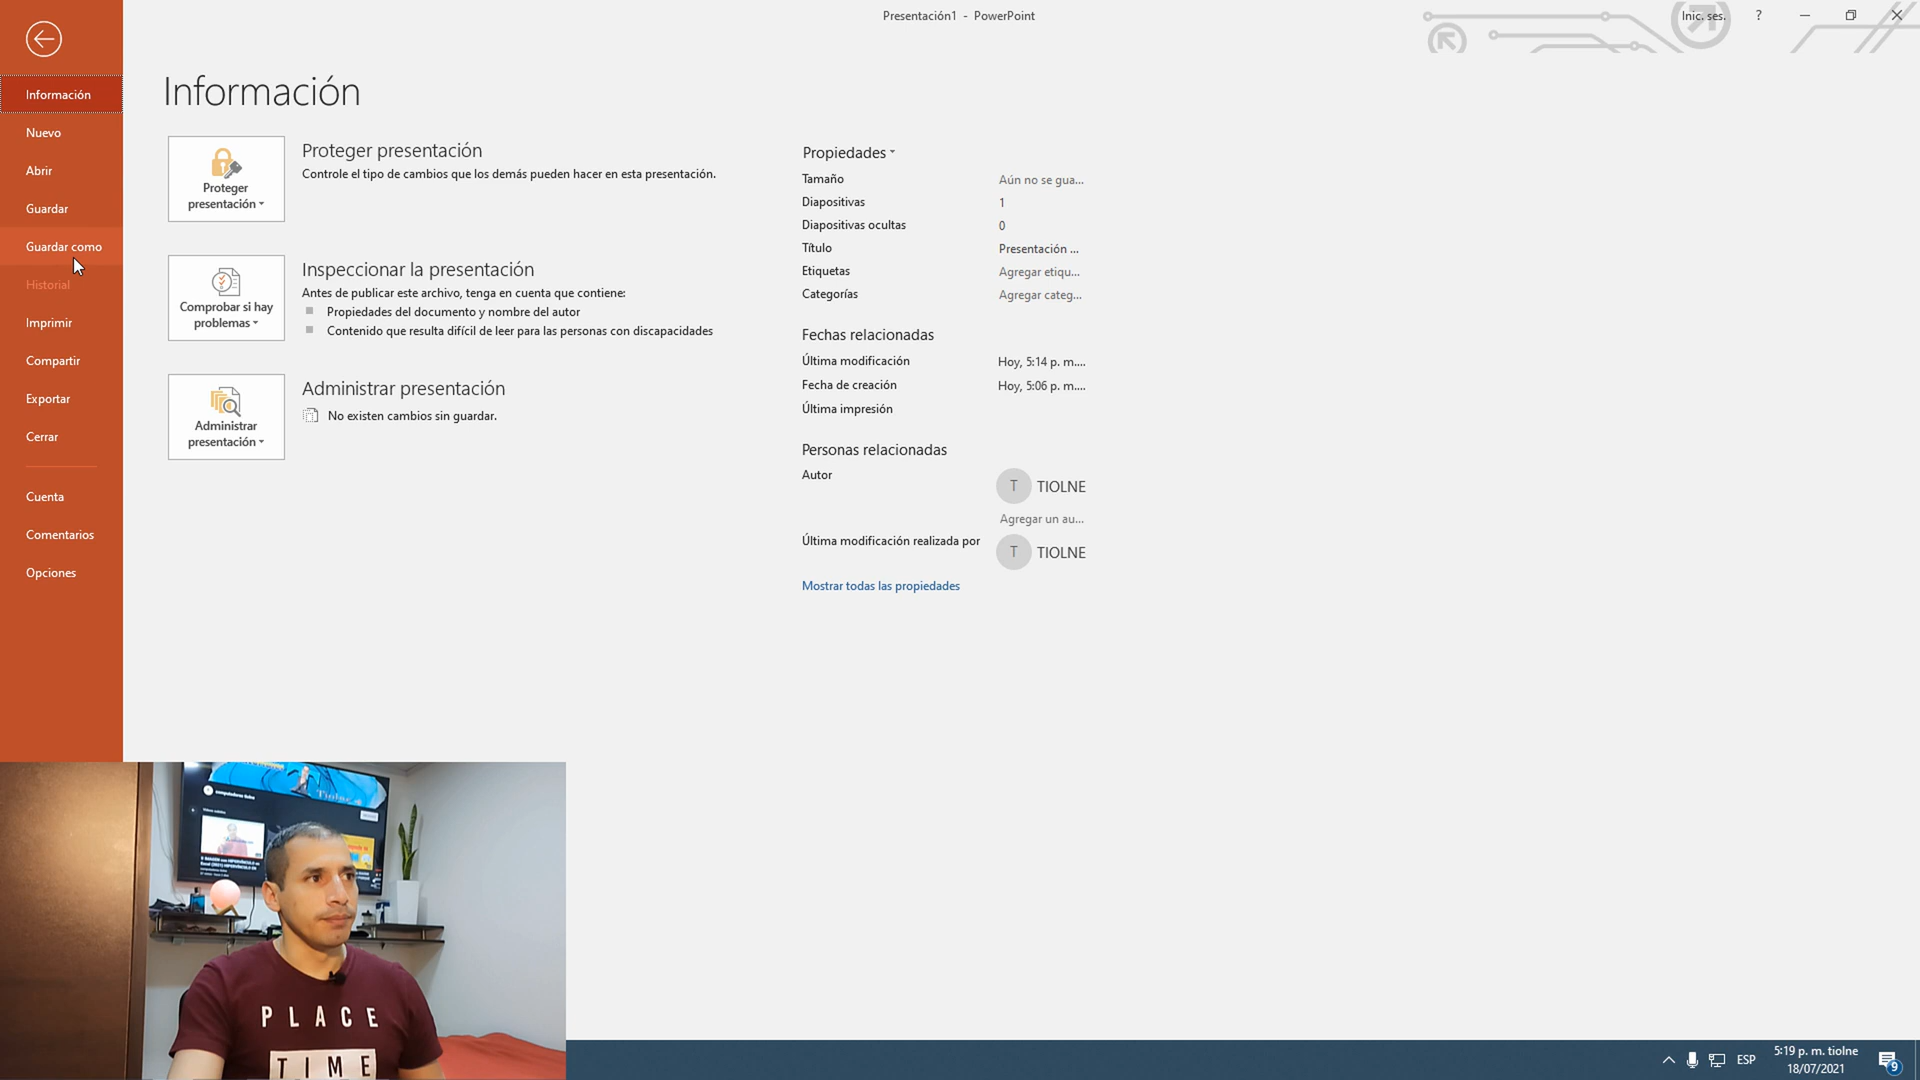 Presentación1 - PowerPoint
Inic. ses.
?
Información
Nuevo
Abrir
Guardar
Guardar como
Historial
Imprimir
Compartir
Exportar
Cerrar
Cuenta
Comentarios
Opciones
Información
Proteger
presentación
Proteger presentación
Controle el tipo de cambios que los demás pueden hacer en esta presentación.
Comprobar si hay
problemas
Inspeccionar la presentación
Antes de publicar este archivo, tenga en cuenta que contiene:
Propiedades del documento y nombre del autor
Contenido que resulta difícil de leer para las personas con discapacidades
Administrar
presentación
Administrar presentación
No existen cambios sin guardar.
Propiedades
Tamaño Aún no se gua...
Diapositivas 1
Diapositivas ocultas 0
Título Presentación ...
Etiquetas Agregar etiqu...
Categorías Agregar categ...
Fechas relacionadas
Última modificación Hoy, 5:14 p. m....
Fecha de creación Hoy, 5:06 p. m....
Última impresión
Personas relacionadas
Autor T TIOLNE
Agregar un au...
Última modificación realizada por T TIOLNE
Mostrar todas las propiedades
PLACE
TIME
ESP
5:19 p. m. tiolne
18/07/2021
9